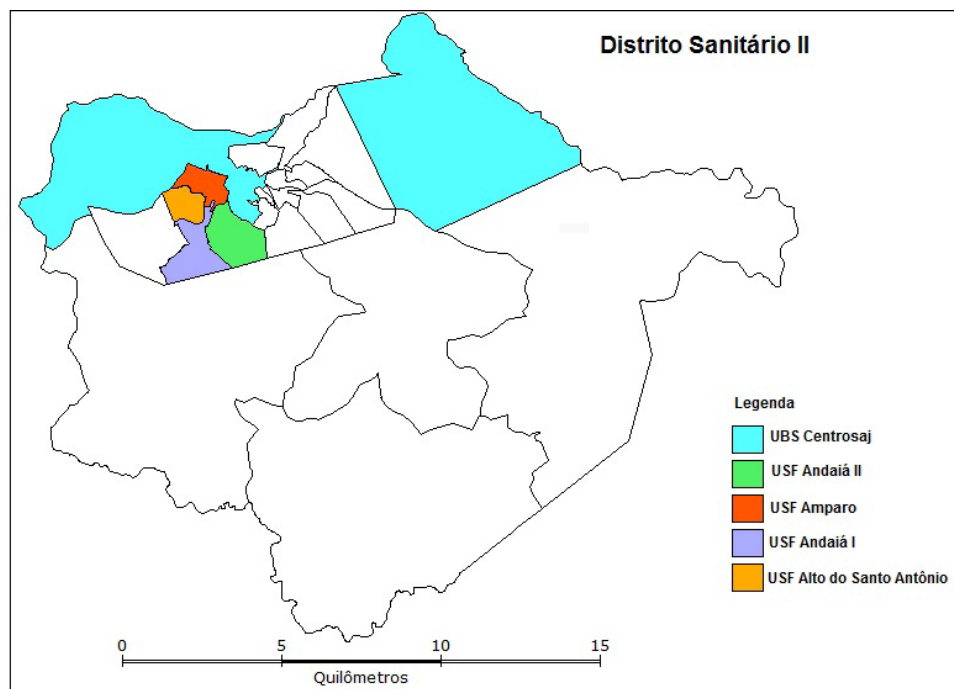 Distrito Sanitário II
Legenda
UBS Centrosaj
USF Andaiá II
USF Amparo
USF Andaiá I
USF Alto do Santo Antônio
0 5 10 15
Quilômetros